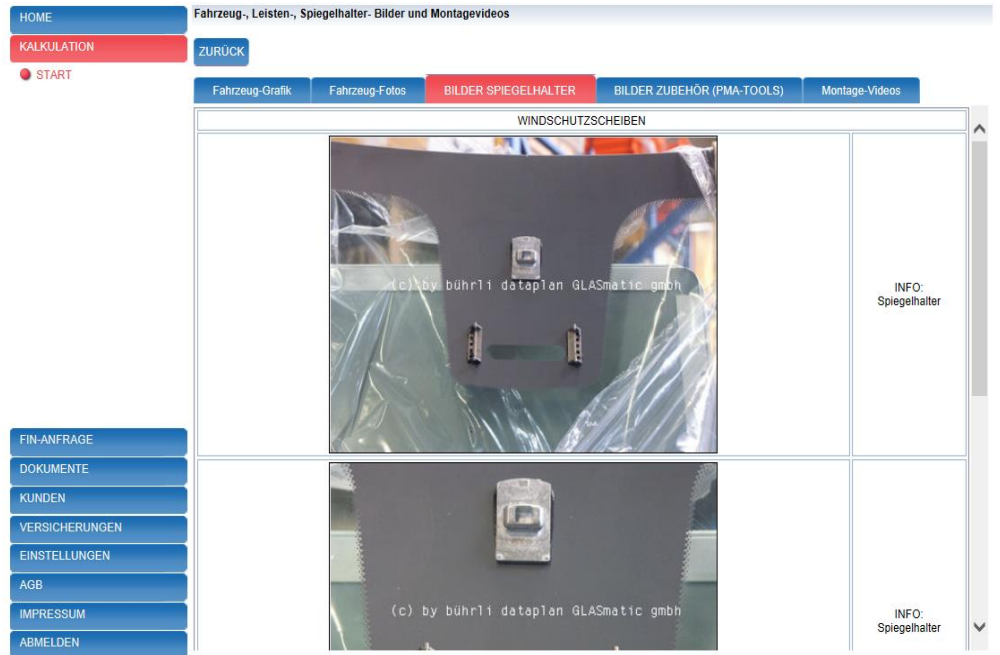 HOME
KALKULATION
START
Fahrzeug-, Leisten-, Spiegelhalter- Bilder und Montagevideos
ZURÜCK
Fahrzeug-Grafik
Fahrzeug-Fotos
BILDER SPIEGELHALTER
BILDER ZUBEHÖR (PMA-TOOLS)
Montage-Videos
WINDSCHUTZSCHEIBEN
(c) by bührli dataplan GLASmatic gmbh
INFO:
Spiegelhalter
(c) by bührli dataplan GLASmatic gmbh
INFO:
Spiegelhalter
FIN-ANFRAGE
DOKUMENTE
KUNDEN
VERSICHERUNGEN
EINSTELLUNGEN
AGB
IMPRESSUM
ABMELDEN